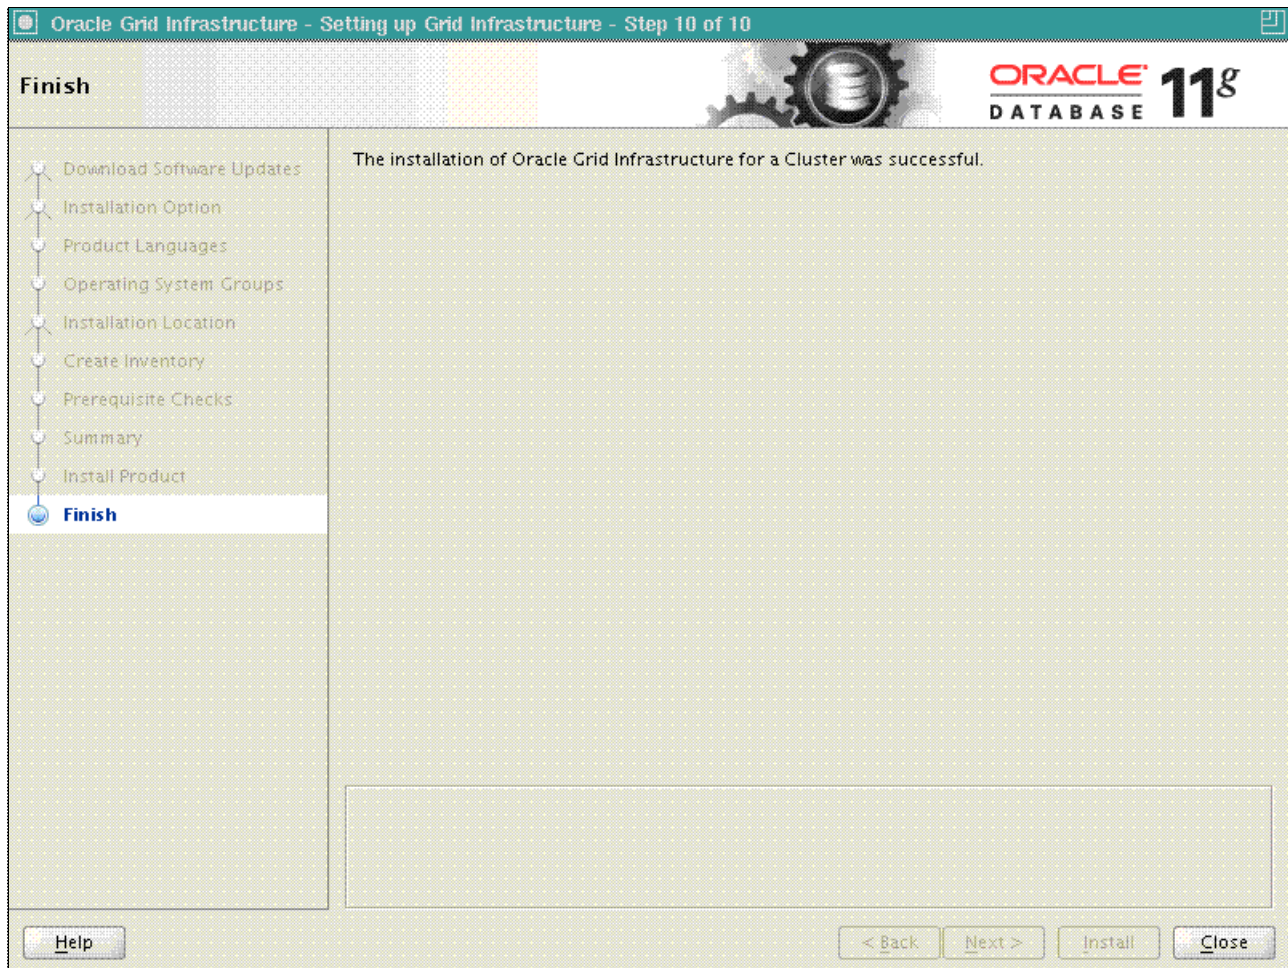 Oracle Grid Infrastructure - Setting up Grid Infrastructure - Step 10 of 10
Finish
ORACLE 11g
DATABASE
Download Software Updates
Installation Option
Product Languages
Operating System Groups
Installation Location
Create Inventory
Prerequisite Checks
Summary
Install Product
Finish
The installation of Oracle Grid Infrastructure for a Cluster was successful.
Help
< Back
Next >
Install
Close